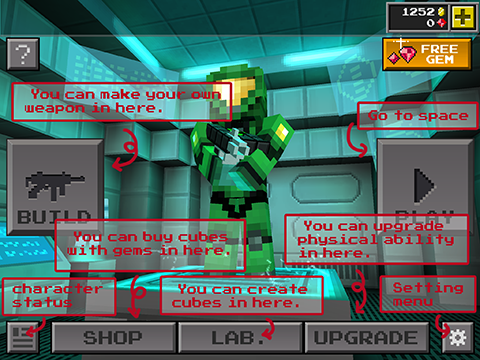 1252
0
?
FREE
GEM
You can make your own
weapon in here.
Go to space
BUILD
PLAY
You can buy cubes
with gems in here.
You can upgrade
physical ability
in here.
character
status
You can create
cubes in here.
Setting
menu
SHOP
LAB.
UPGRADE